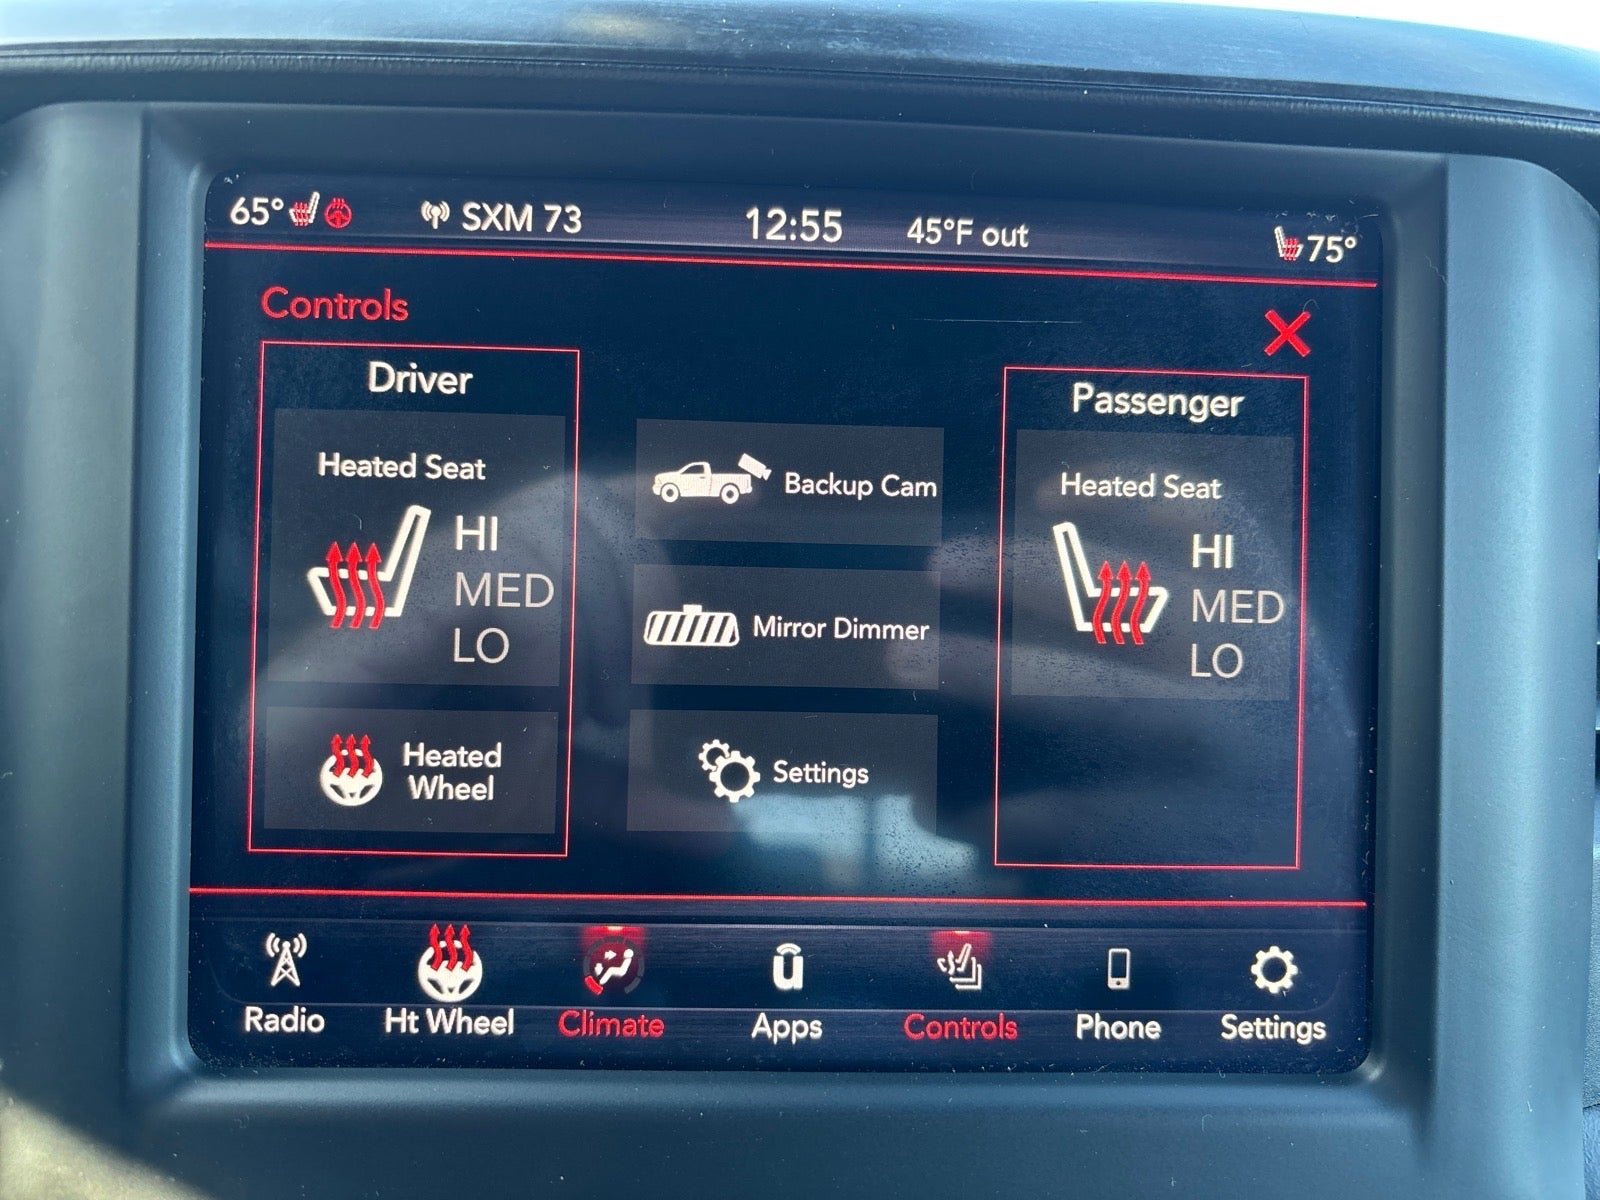 65°
SXM 73
12:55
45°F out
75°
Controls
Driver
Heated Seat
HI
MED
LO
Heated
Wheel
Backup Cam
Mirror Dimmer
Settings
Passenger
Heated Seat
HI
MED
LO
Radio
Ht Wheel
Climate
Apps
Controls
Phone
Settings